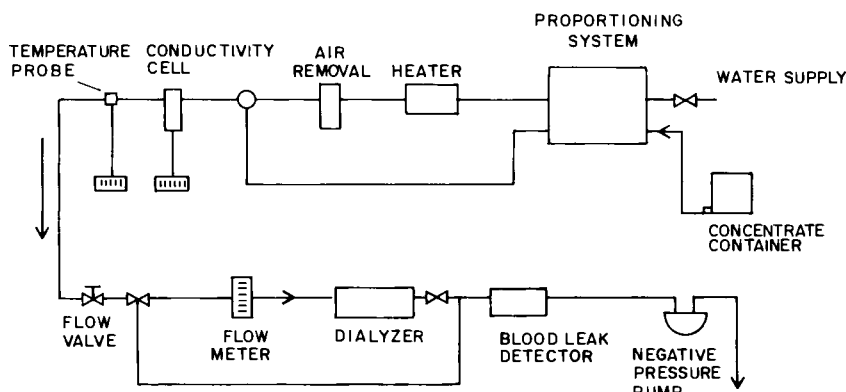 PROPORTIONING
SYSTEM
TEMPERATURE
PROBE
CONDUCTIVITY
CELL
AIR
REMOVAL
HEATER
WATER SUPPLY
CONCENTRATE
CONTAINER
FLOW
VALVE
FLOW
METER
DIALYZER
BLOOD LEAK
DETECTOR
NEGATIVE
PRESSURE
PUMP